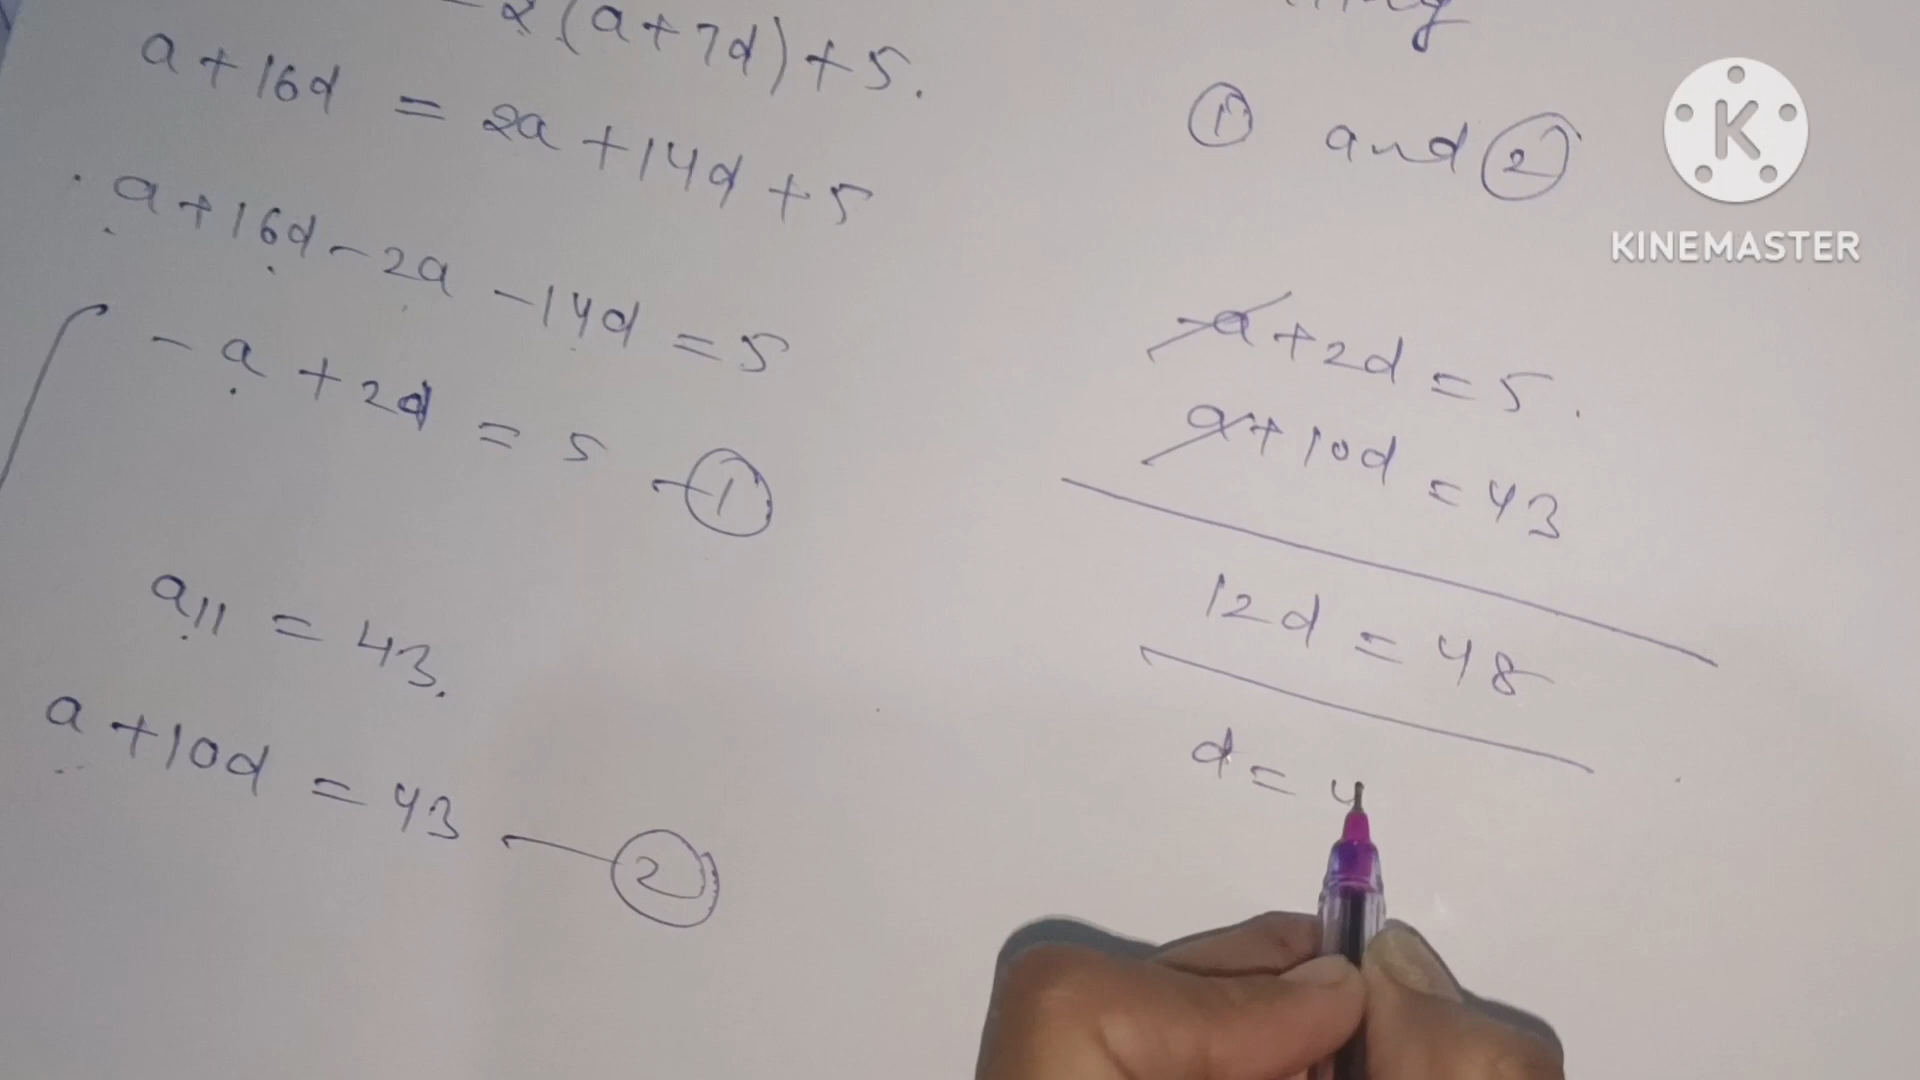 = 2(a+7d)+5.
a+16d = 2a+14d+5
a+16d-2a-14d=5
-a+2d = 5 -①
a11 = 43.
a+10d = 43 —②
① and ②
-a+2d=5.
a+10d=43
12d=48
d=4
KINEMASTER